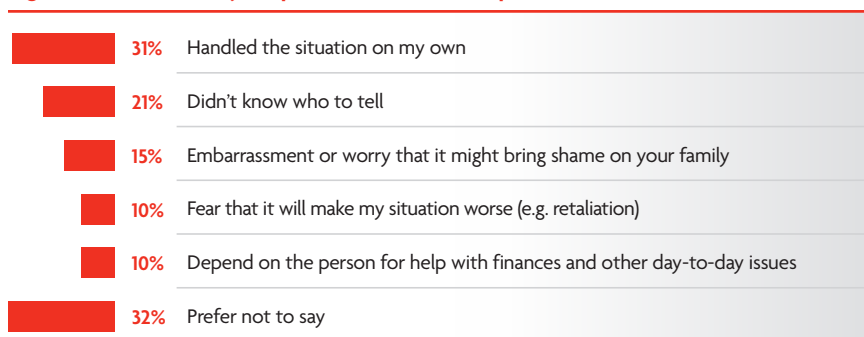 31% Handled the situation on my own
21% Didn't know who to tell
15% Embarrassment or worry that it might bring shame on your family
10% Fear that it will make my situation worse (e.g. retaliation)
10% Depend on the person for help with finances and other day-to-day issues
32% Prefer not to say